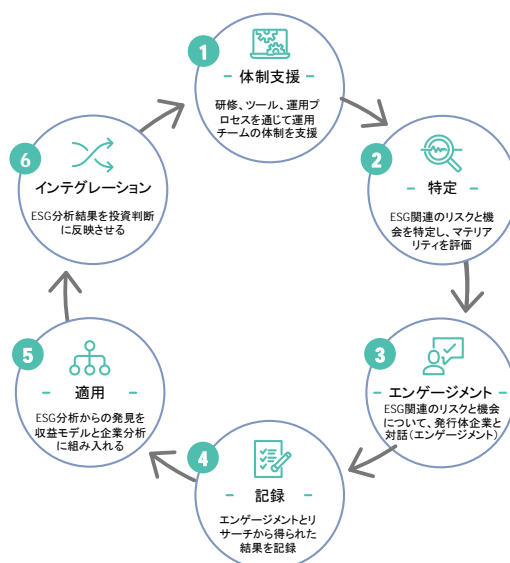 1
- 体制支援 -
研修、ツール、運用プ
ロセスを通じて運用
チームの体制を支援
2
- 特定 -
ESG関連のリスクと機
会を特定し、マテリア
リティを評価
3
- エンゲージメント -
ESG関連のリスクと機会
について、発行体企業と
対話(エンゲージメント)
4
- 記録 -
エンゲージメントとリ
サーチから得られた
結果を記録
5
- 適用 -
ESG分析からの発見を
収益モデルと企業分析
に組み入れる
6
インテグレーション
ESG分析結果を投資判断
に反映させる